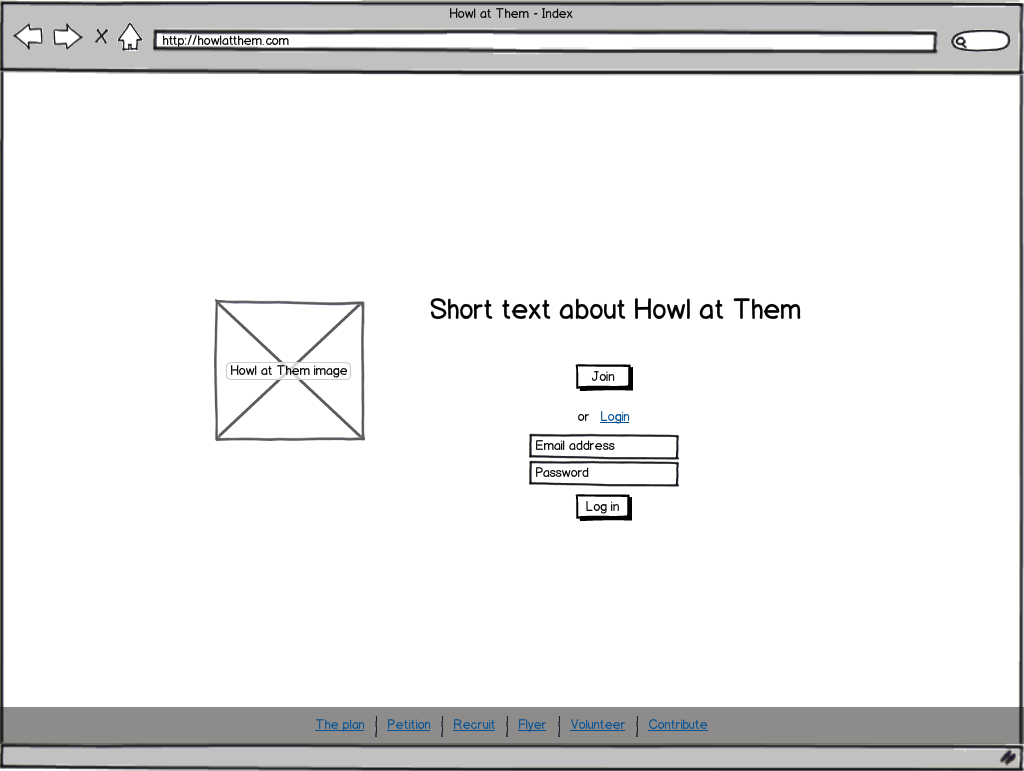 Howl at Them - Index
http://howlatthem.com
Short text about Howl at Them
Howl at Them image
Join
or Login
Email address
Password
Log in
The plan | Petition | Recruit | Flyer | Volunteer | Contribute